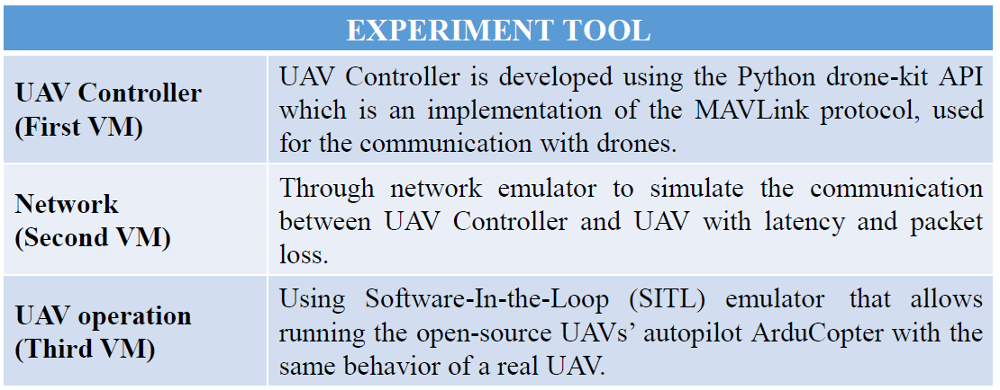 EXPERIMENT TOOL
UAV Controller
(First VM)
UAV Controller is developed using the Python drone-kit API
which is an implementation of the MAVLink protocol, used
for the communication with drones.
Network
(Second VM)
Through network emulator to simulate the communication
between UAV Controller and UAV with latency and packet
loss.
UAV operation
(Third VM)
Using Software-In-the-Loop (SITL) emulator that allows
running the open-source UAVs’ autopilot ArduCopter with the
same behavior of a real UAV.